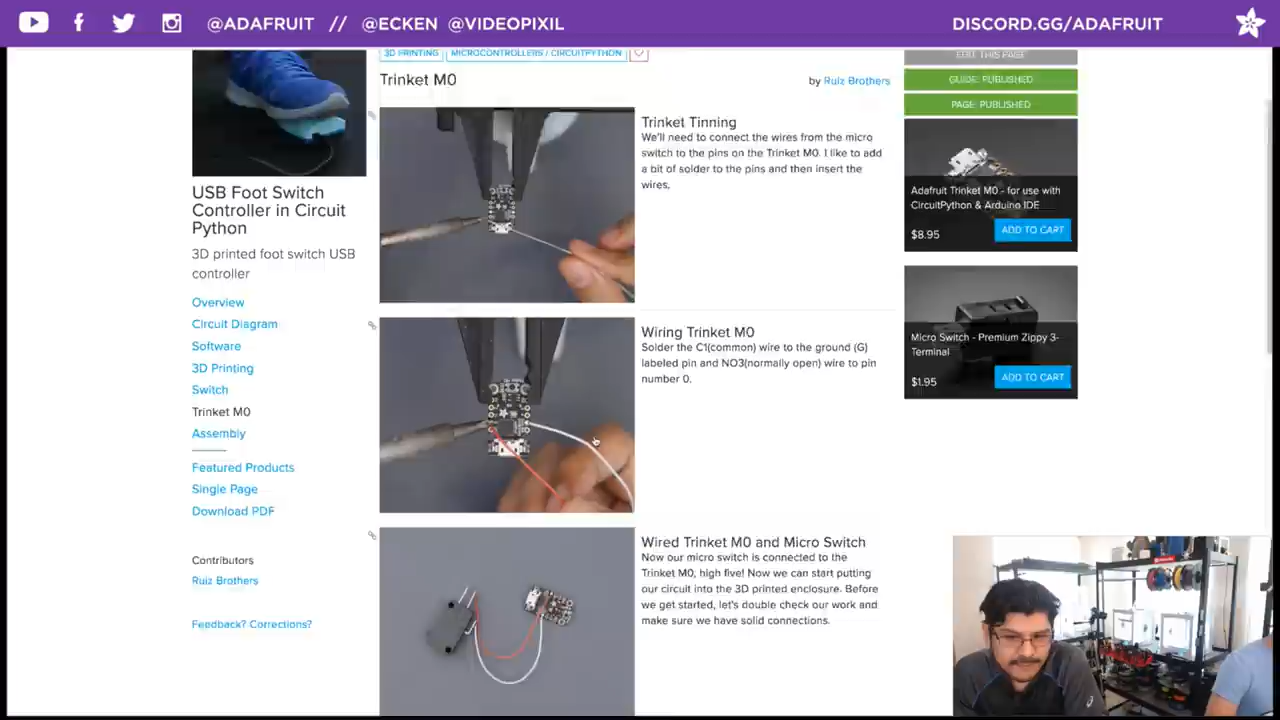 @ADAFRUIT // @ECKEN @VIDEOPIXIL
DISCORD.GG/ADAFRUIT
3D PRINTING
MICROCONTROLLERS / CIRCUITPYTHON
Trinket M0
by Ruiz Brothers
USB Foot Switch
Controller in Circuit
Python
3D printed foot switch USB
controller
Overview
Circuit Diagram
Software
3D Printing
Switch
Trinket M0
Assembly
Featured Products
Single Page
Download PDF
Contributors
Ruiz Brothers
Feedback? Corrections?
Trinket Tinning
We'll need to connect the wires from the micro
switch to the pins on the Trinket M0. I like to add
a bit of solder to the pins and then insert the
wires.
Wiring Trinket M0
Solder the C1(common) wire to the ground (G)
labeled pin and NO3(normally open) wire to pin
number 0.
Wired Trinket M0 and Micro Switch
Now our micro switch is connected to the
Trinket M0, high five! Now we can start putting
our circuit into the 3D printed enclosure. Before
we get started, let's double check our work and
make sure we have solid connections.
EDIT THIS PAGE
GUIDE: PUBLISHED
PAGE: PUBLISHED
Adafruit Trinket M0 - for use with
CircuitPython & Arduino IDE
$8.95
ADD TO CART
Micro Switch - Premium Zippy 3-
Terminal
$1.95
ADD TO CART